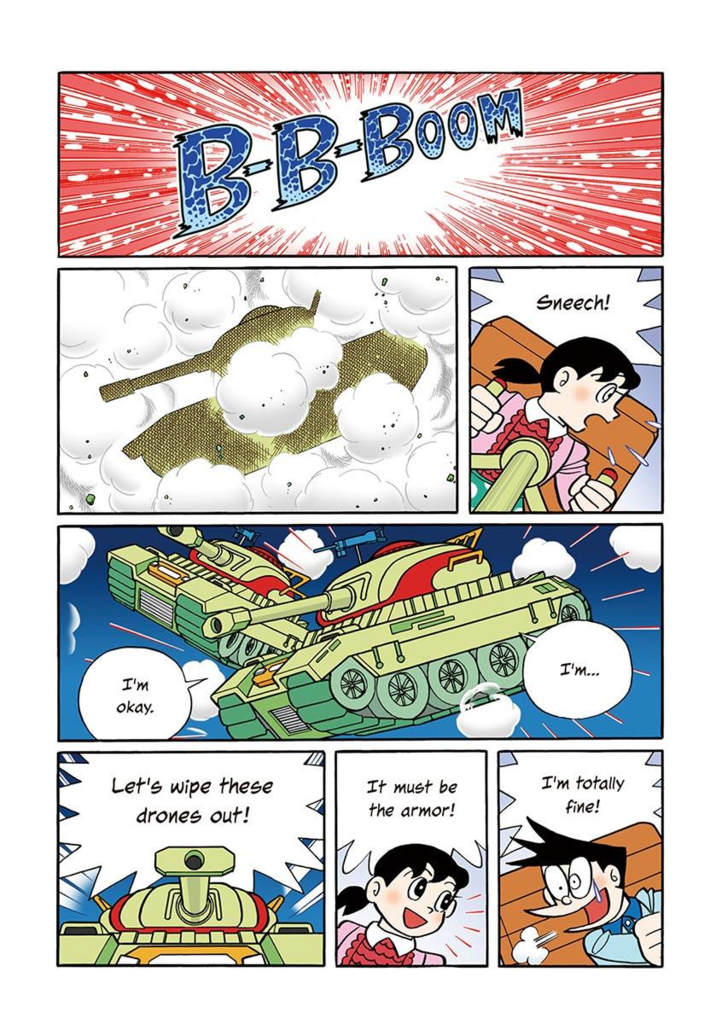 B-B-BOOM
Sneech!
I'm
okay.
I'm...
Let's wipe these
drones out!
It must be
the armor!
I'm totally
fine!